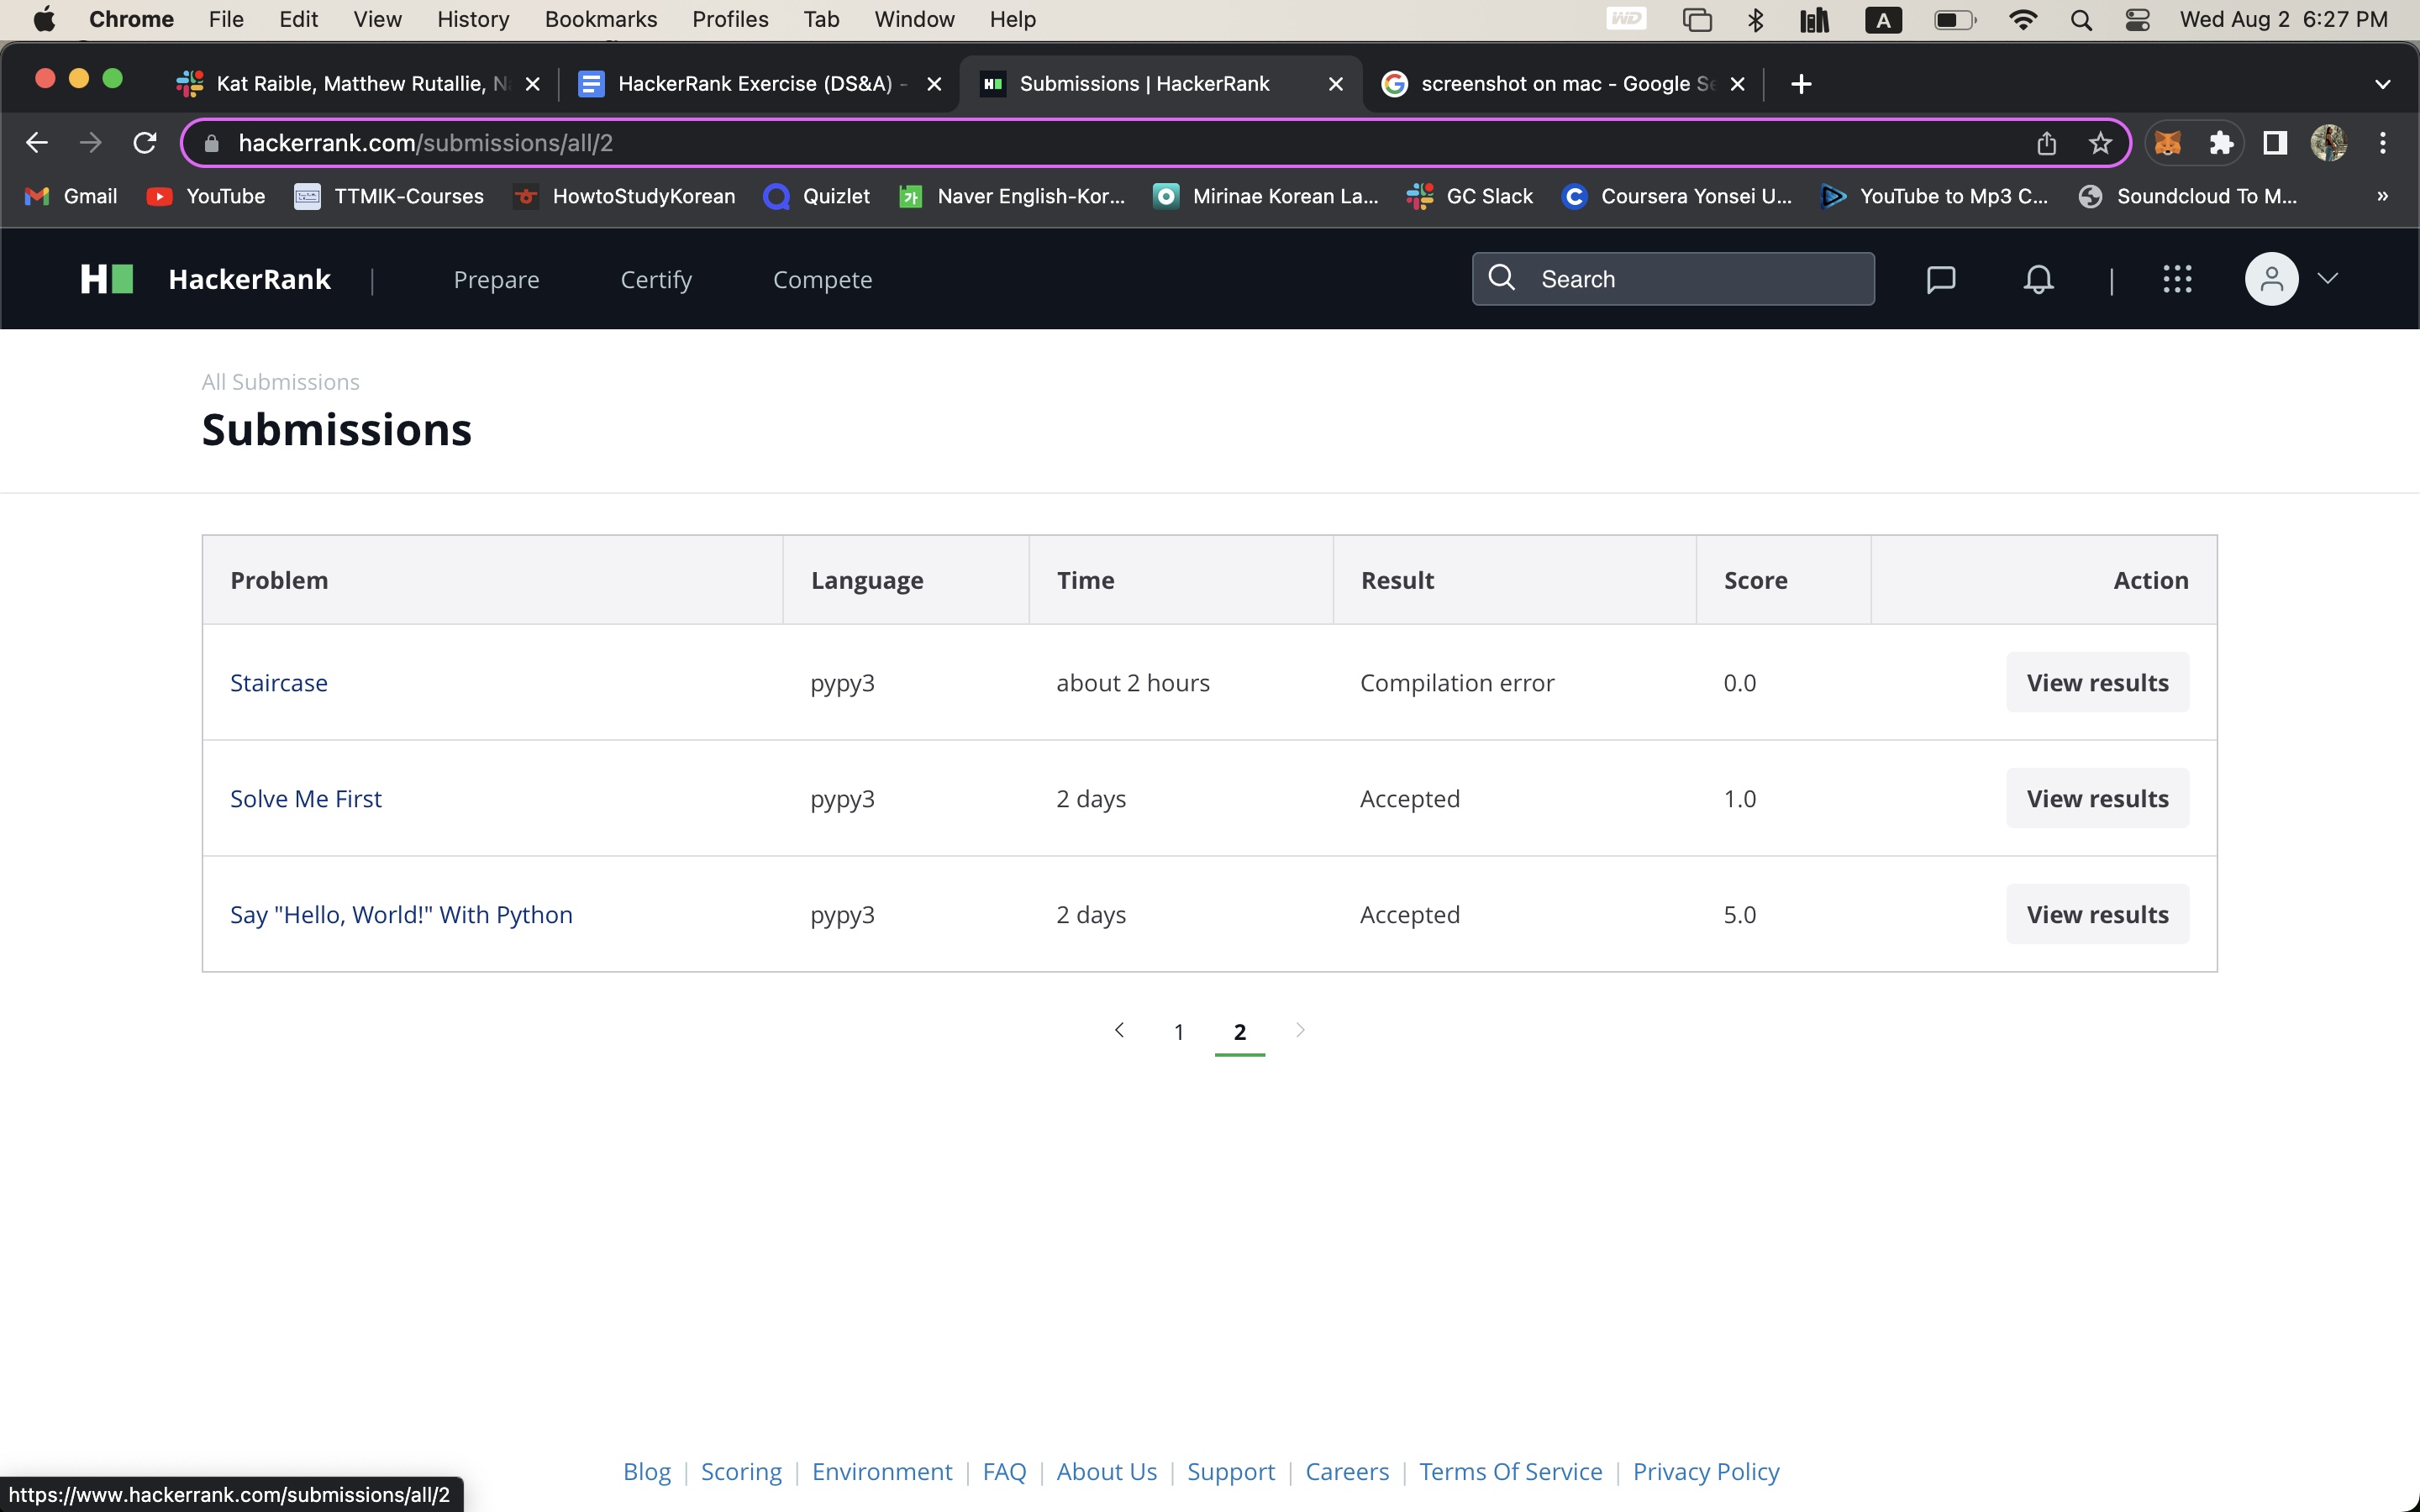 Chrome File Edit View History Bookmarks Profiles Tab Window Help WD A Wed Aug 2 6:27 PM
Kat Raible, Matthew Rutallie, N HackerRank Exercise (DS&A) - Submissions | HackerRank screenshot on mac - Google Se
hackerrank.com/submissions/all/2
Gmail YouTube TTMIK-Courses HowtoStudyKorean Quizlet Naver English-Kor... Mirinae Korean La... GC Slack Coursera Yonsei U... YouTube to Mp3 C... Soundcloud To M... »
HackerRank | Prepare Certify Compete Search |
All Submissions
Submissions
Problem Language Time Result Score Action
Staircase pypy3 about 2 hours Compilation error 0.0 View results
Solve Me First pypy3 2 days Accepted 1.0 View results
Say "Hello, World!" With Python pypy3 2 days Accepted 5.0 View results
1 2
Blog | Scoring | Environment | FAQ | About Us | Support | Careers | Terms Of Service | Privacy Policy
https://www.hackerrank.com/submissions/all/2